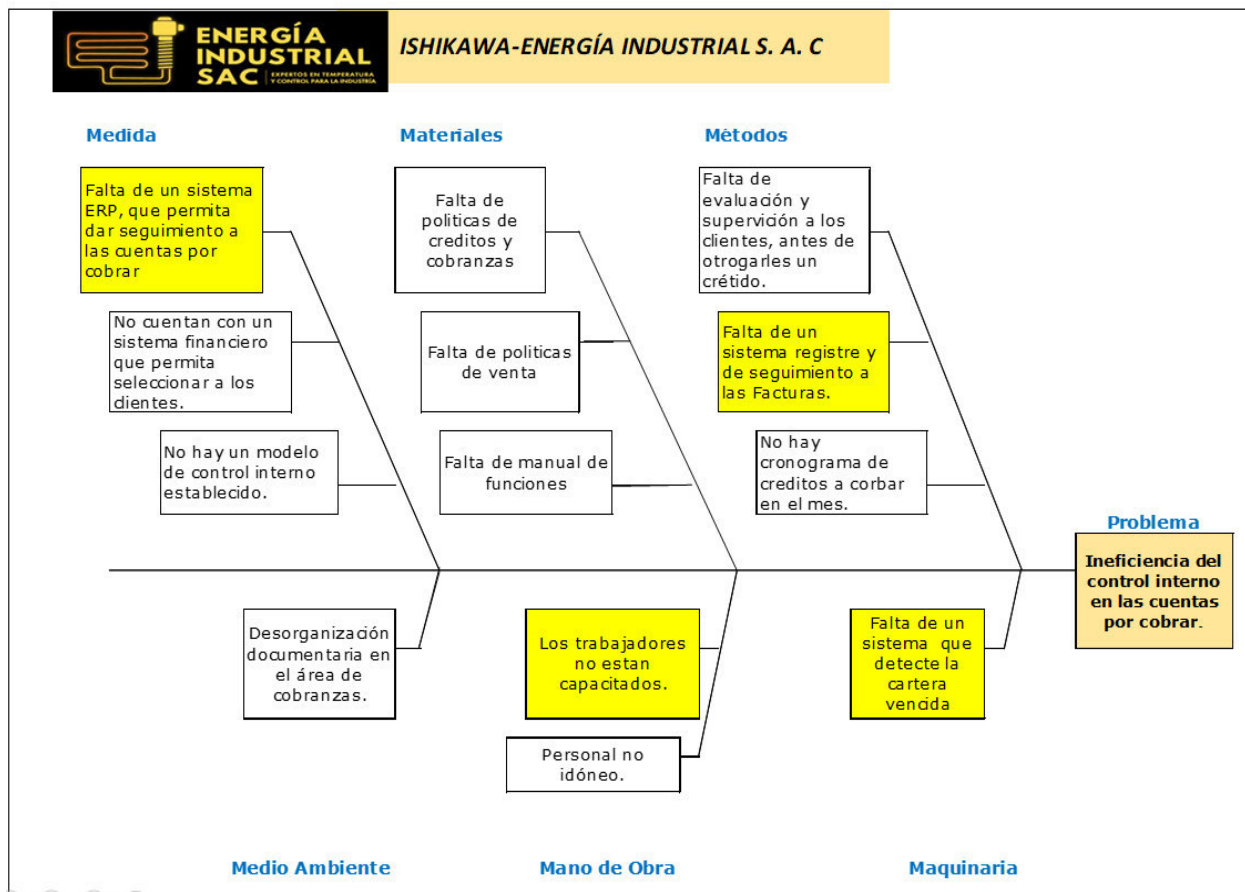 ENERGÍA
INDUSTRIAL
SAC
EXPERTOS EN TEMPERATURA
Y CONTROL PARA LA INDUSTRIA
ISHIKAWA-ENERGÍA INDUSTRIAL S. A. C
Medida
Materiales
Métodos
Falta de un sistema
ERP, que permita
dar seguimiento a
las cuentas por
cobrar
Falta de
politicas de
creditos y
cobranzas
Falta de
evaluación y
supervición a los
clientes, antes de
otrogarles un
crétido.
No cuentan con un
sistema financiero
que permita
seleccionar a los
clientes.
Falta de politicas
de venta
Falta de un
sistema registre y
de seguimiento a
las Facturas.
No hay un modelo
de control interno
establecido.
Falta de manual de
funciones
No hay
cronograma de
creditos a corbar
en el mes.
Problema
Ineficiencia del
control interno
en las cuentas
por cobrar.
Desorganización
documentaria en
el área de
cobranzas.
Los trabajadores
no estan
capacitados.
Falta de un
sistema que
detecte la
cartera
vencida
Personal no
idóneo.
Medio Ambiente
Mano de Obra
Maquinaria